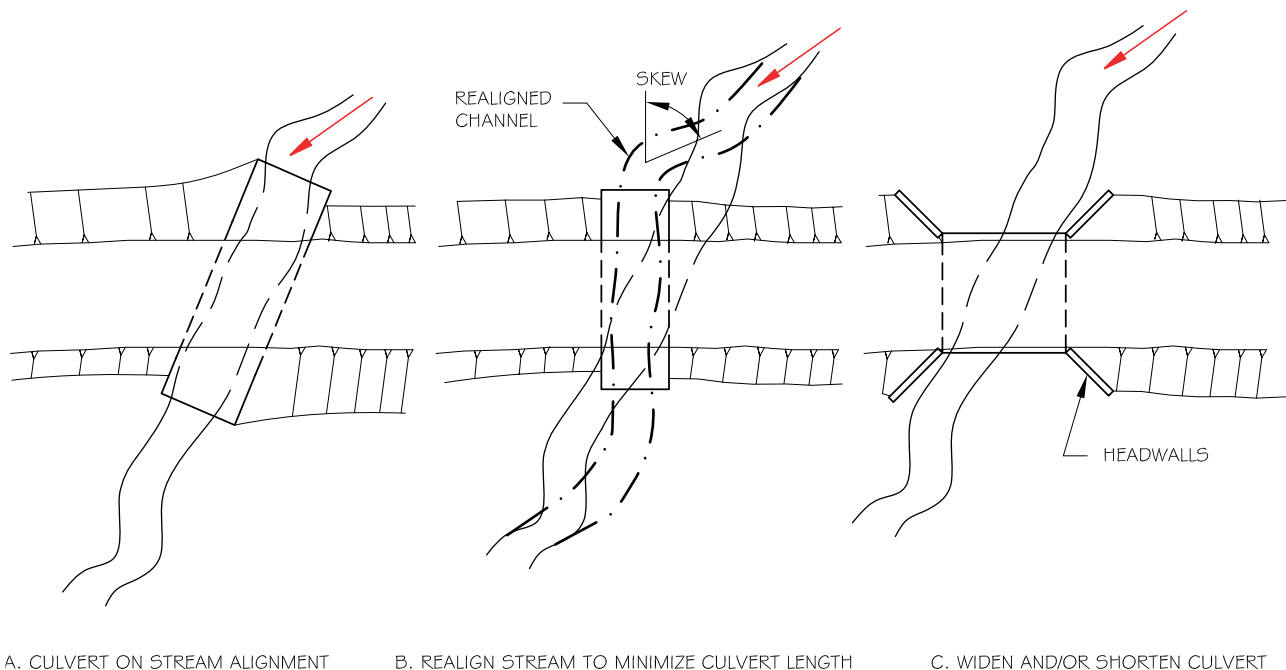 SKEW
REALIGNED
CHANNEL
HEADWALLS
A. CULVERT ON STREAM ALIGNMENT
B. REALIGN STREAM TO MINIMIZE CULVERT LENGTH
C. WIDEN AND/OR SHORTEN CULVERT